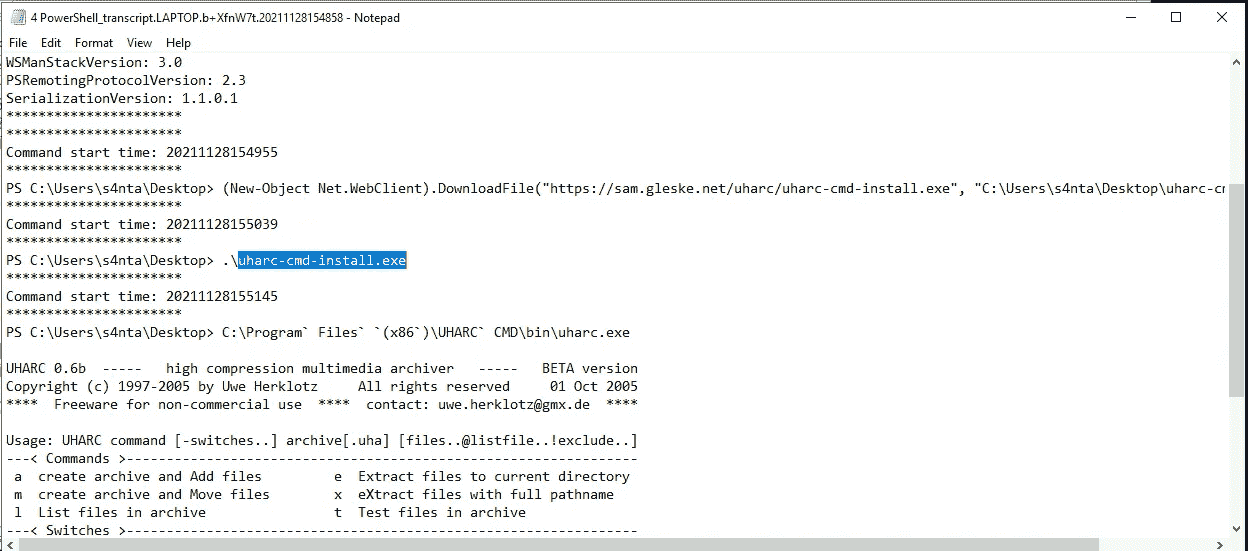 4 PowerShell_transcript.LAPTOP.b+XfnW7t.20211128154858 - Notepad
File Edit Format View Help
WSManStackVersion: 3.0
PSRemotingProtocolVersion: 2.3
SerializationVersion: 1.1.0.1
**********************
**********************
Command start time: 20211128154955
**********************
PS C:\Users\s4nta\Desktop> (New-Object Net.WebClient).DownloadFile("https://sam.gleske.net/uharc/uharc-cmd-install.exe", "C:\Users\s4nta\Desktop\uharc-cm
**********************
Command start time: 20211128155039
**********************
PS C:\Users\s4nta\Desktop> .\uharc-cmd-install.exe
**********************
Command start time: 20211128155145
**********************
PS C:\Users\s4nta\Desktop> C:\Program` Files` `(x86`)\UHARC` CMD\bin\uharc.exe
UHARC 0.6b ----- high compression multimedia archiver ----- BETA version
Copyright (c) 1997-2005 by Uwe Herklotz All rights reserved 01 Oct 2005
**** Freeware for non-commercial use **** contact: uwe.herklotz@gmx.de ****
Usage: UHARC command [-switches..] archive[.uha] [files..@listfile..!exclude..]
---< Commands >----------------------------------------------------------------
a create archive and Add files e Extract files to current directory
m create archive and Move files x eXtract files with full pathname
l List files in archive t Test files in archive
---< Switches >----------------------------------------------------------------